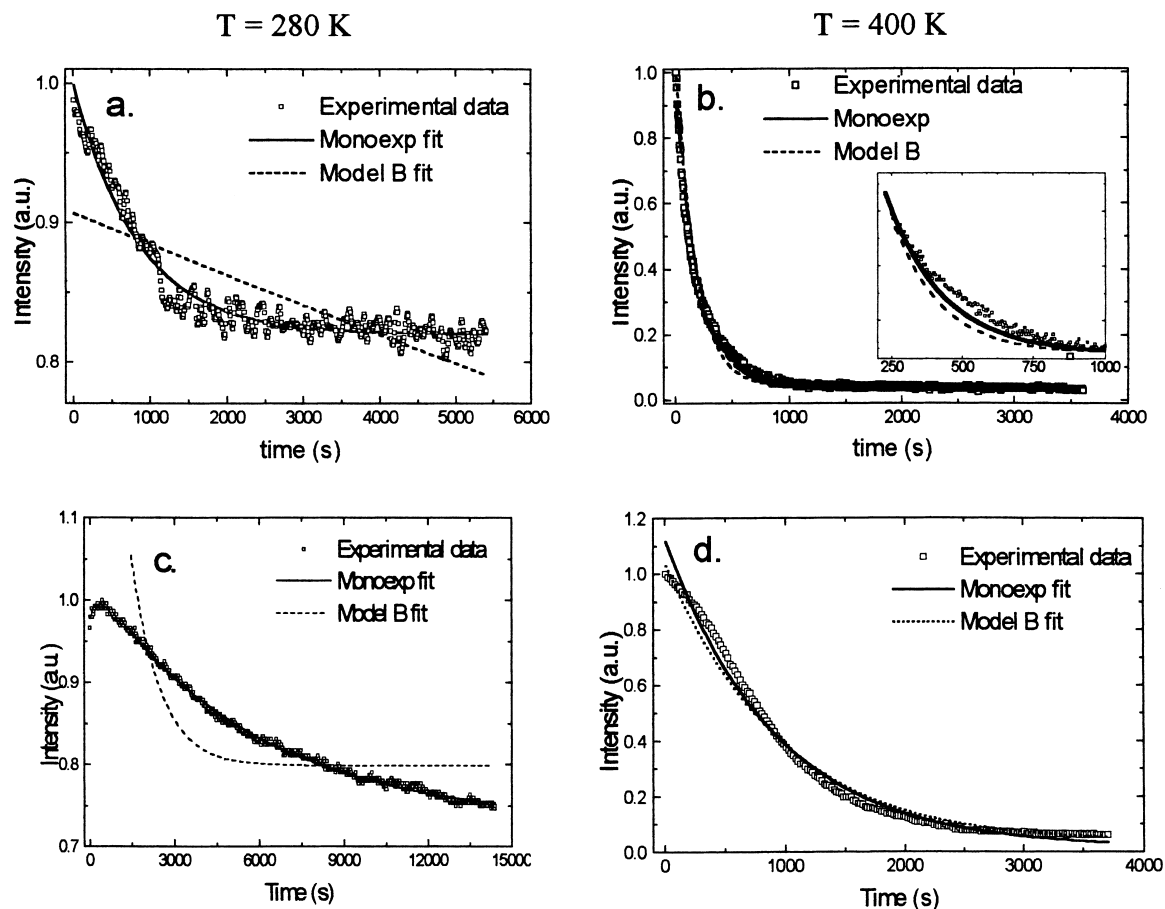 T = 280 K
T = 400 K
a.
Experimental data
Monoexp fit
Model B fit
1.0
0.9
0.8
Intensity (a.u.)
0 1000 2000 3000 4000 5000 6000
time (s)
b.
Experimental data
Monoexp
Model B
1.0
0.8
0.6
0.4
0.2
0.0
Intensity (a.u.)
250 500 750 1000
0 1000 2000 3000 4000
time (s)
c.
Experimental data
Monoexp fit
Model B fit
1.1
1.0
0.9
0.8
0.7
Intensity (a.u.)
0 3000 6000 9000 12000 15000
Time (s)
d.
Experimental data
Monoexp fit
Model B fit
1.2
1.0
0.8
0.6
0.4
0.2
0.0
Intensity (a.u.)
0 1000 2000 3000 4000
Time (s)